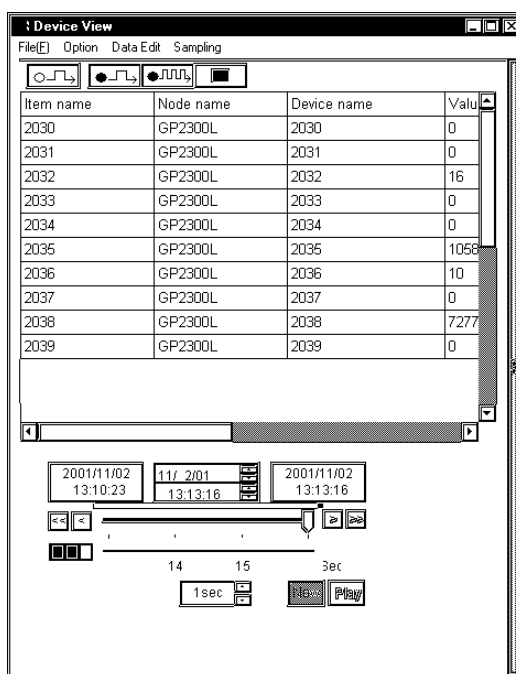 Device View
File(F) Option Data Edit Sampling
Item name Node name Device name Valu
2030 GP2300L 2030 0
2031 GP2300L 2031 0
2032 GP2300L 2032 16
2033 GP2300L 2033 0
2034 GP2300L 2034 0
2035 GP2300L 2035 1058
2036 GP2300L 2036 10
2037 GP2300L 2037 0
2038 GP2300L 2038 7277
2039 GP2300L 2039 0
2001/11/02 11/ 2/01 2001/11/02
13:10:23 13:13:16 13:13:16
<< < > >>
14 15 Sec
1sec New Play